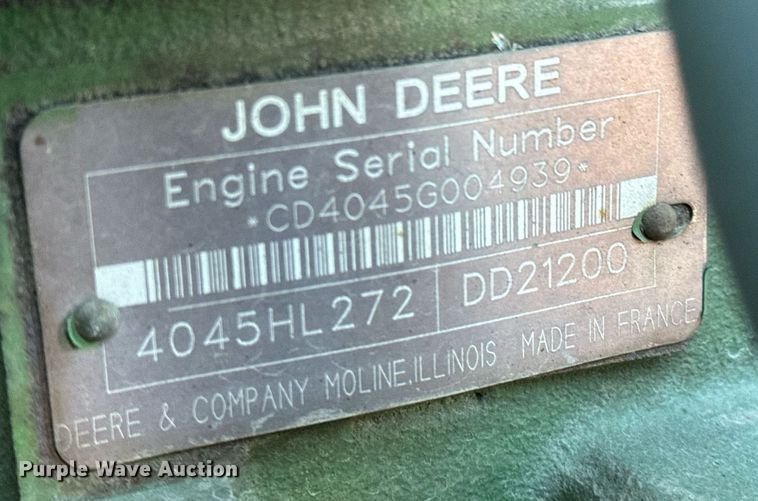 JOHN DEERE
Engine Serial Number
*CD4045G004939*
4045HL272 DD21200
DEERE & COMPANY MOLINE,ILLINOIS MADE IN FRANCE
Purple Wave Auction